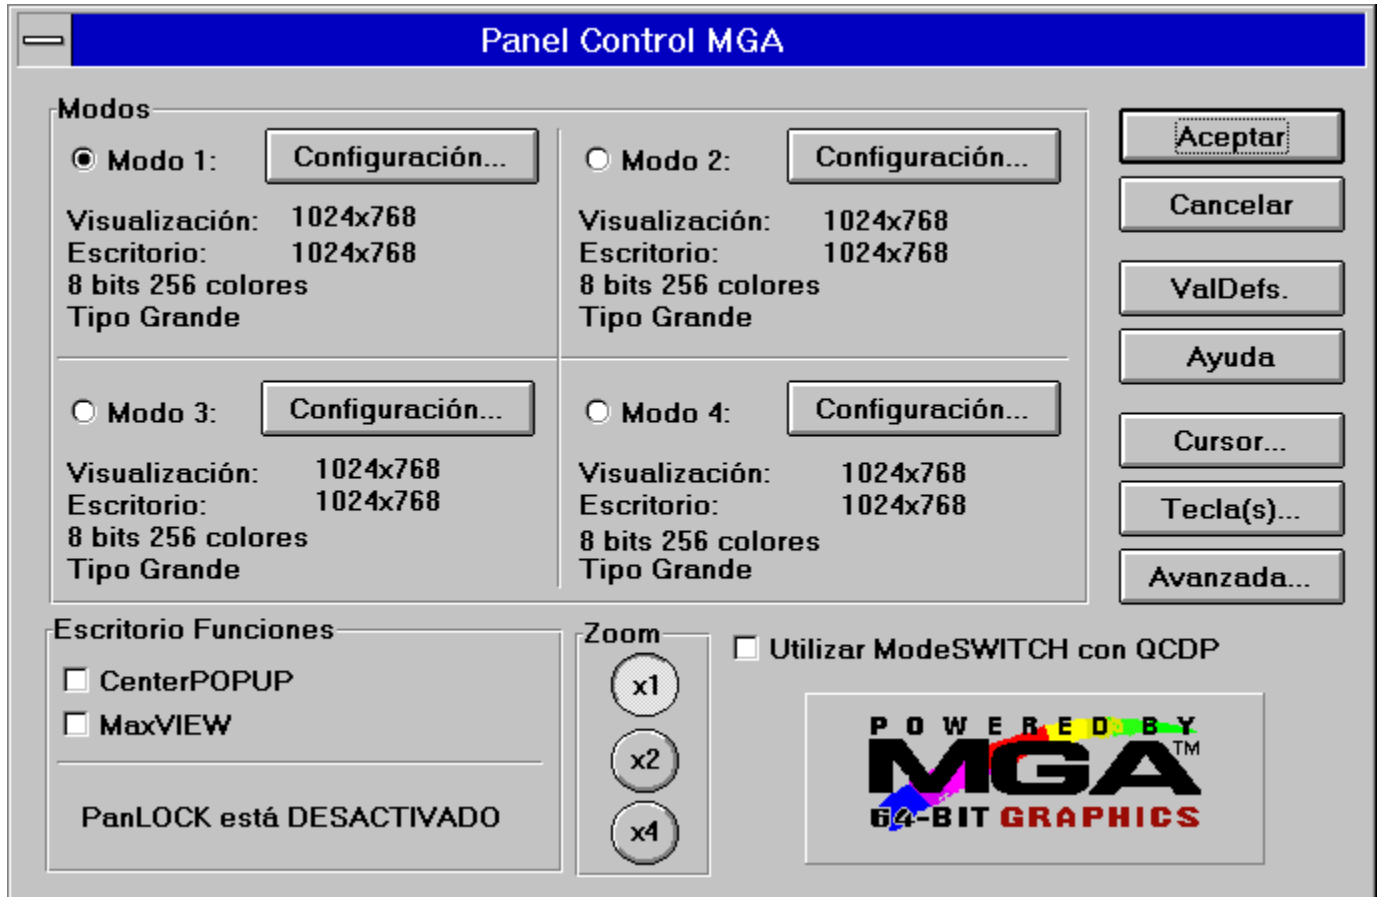 Panel Control MGA
Modos
Modo 1:
Configuración...
Visualización: 1024x768
Escritorio: 1024x768
8 bits 256 colores
Tipo Grande
Modo 2:
Configuración...
Visualización: 1024x768
Escritorio: 1024x768
8 bits 256 colores
Tipo Grande
Modo 3:
Configuración...
Visualización: 1024x768
Escritorio: 1024x768
8 bits 256 colores
Tipo Grande
Modo 4:
Configuración...
Visualización: 1024x768
Escritorio: 1024x768
8 bits 256 colores
Tipo Grande
Aceptar
Cancelar
ValDefs.
Ayuda
Cursor...
Tecla(s)...
Avanzada...
Escritorio Funciones
CenterPOPUP
MaxVIEW
PanLOCK está DESACTIVADO
Zoom
x1
x2
x4
Utilizar ModeSWITCH con QCDP
POWERED BY
MGA™
64-BIT GRAPHICS